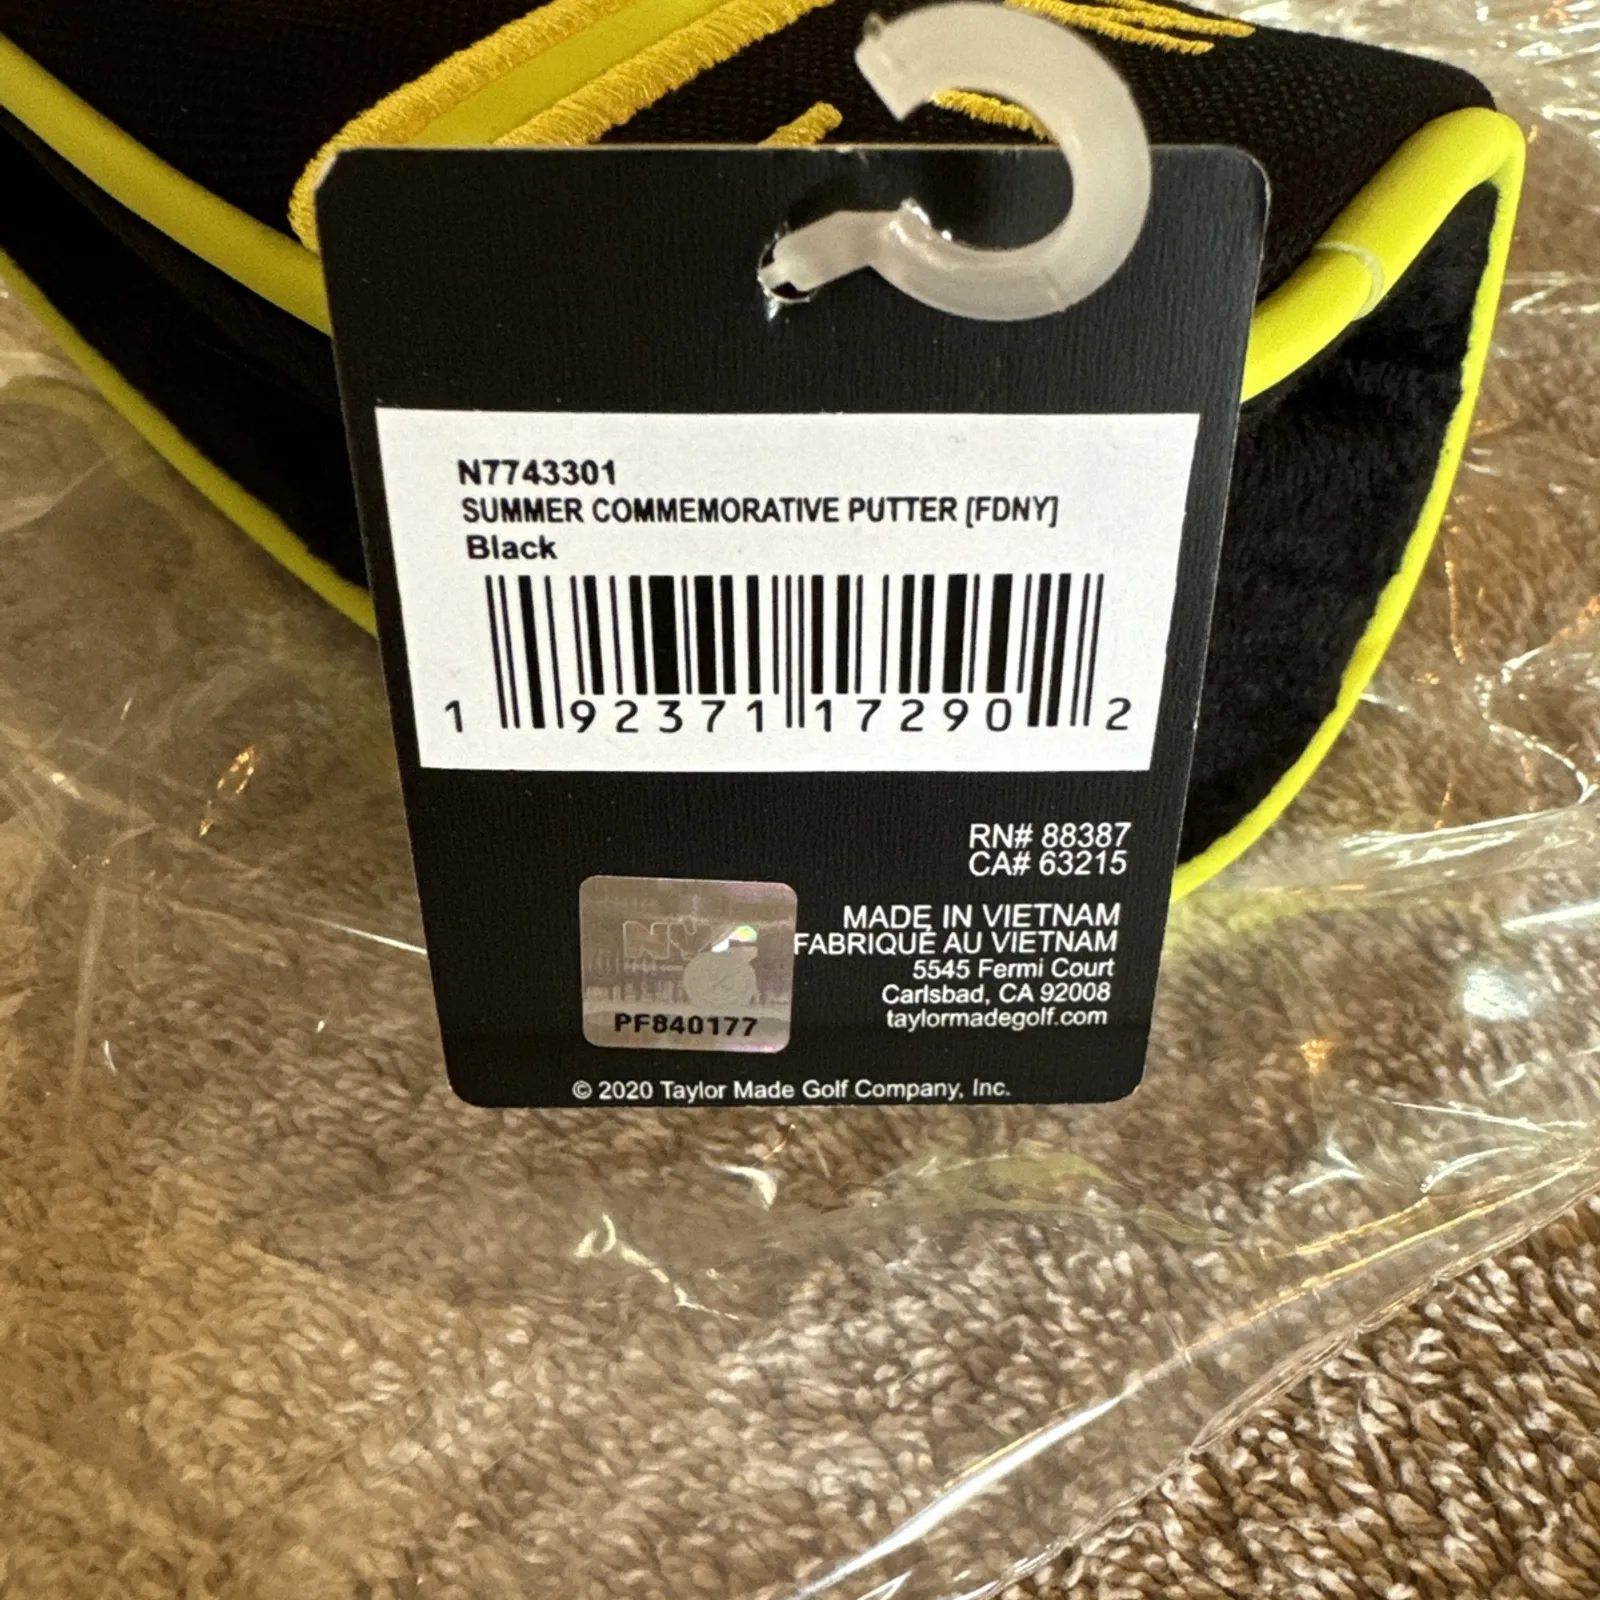 N7743301
SUMMER COMMEMORATIVE PUTTER [FDNY]
Black
1 92371 17290 2
RN# 88387
CA# 63215
MADE IN VIETNAM
FABRIQUÉ AU VIETNAM
5545 Fermi Court
Carlsbad, CA 92008
taylormadegolf.com
PF840177
© 2020 Taylor Made Golf Company, Inc.